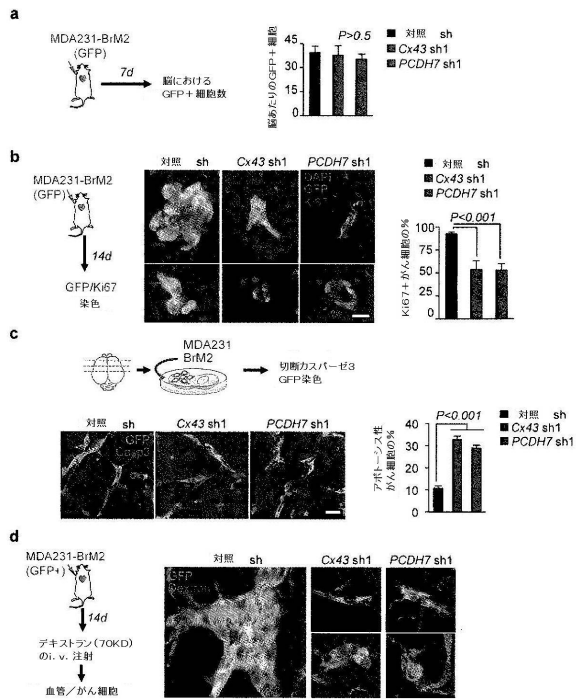 a
MDA231-BrM2
(GFP)
7d
脳における
GFP+細胞数
脳あたりのGFP+細胞
45
30
15
0
P>0.5
対照 sh
Cx43 sh1
PCDH7 sh1
b
MDA231-BrM2
(GFP)
14d
GFP/Ki67
染色
対照 sh
Cx43 sh1
PCDH7 sh1
DAPI
GFP
対照 sh
Cx43 sh1
PCDH7 sh1
Ki67+がん細胞の%
100
75
50
25
0
P<0.001
c
MDA231
BrM2
切断カスパーゼ3
GFP染色
対照 sh
Cx43 sh1
PCDH7 sh1
GFP
Casp3
アポトーシス性
がん細胞の%
40
30
20
10
0
P<0.001
対照 sh
Cx43 sh1
PCDH7 sh1
d
MDA231-BrM2
(GFP+)
14d
デキストラン(70KD)
のi.v.注射
血管/がん細胞
対照 sh
Cx43 sh1
PCDH7 sh1
GFP